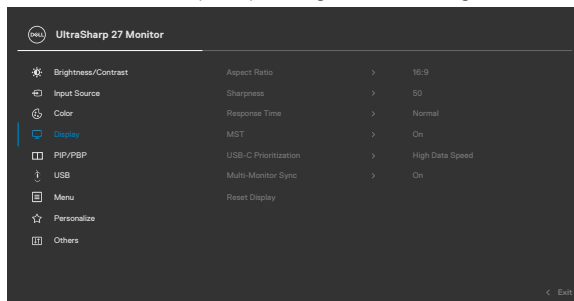 DELL
UltraSharp 27 Monitor
Brightness/Contrast
Input Source
Color
Display
PIP/PBP
USB
Menu
Personalize
Others
Aspect Ratio > 16:9
Sharpness > 50
Response Time > Normal
MST > On
USB-C Prioritization > High Data Speed
Multi-Monitor Sync > On
Reset Display
< Exit